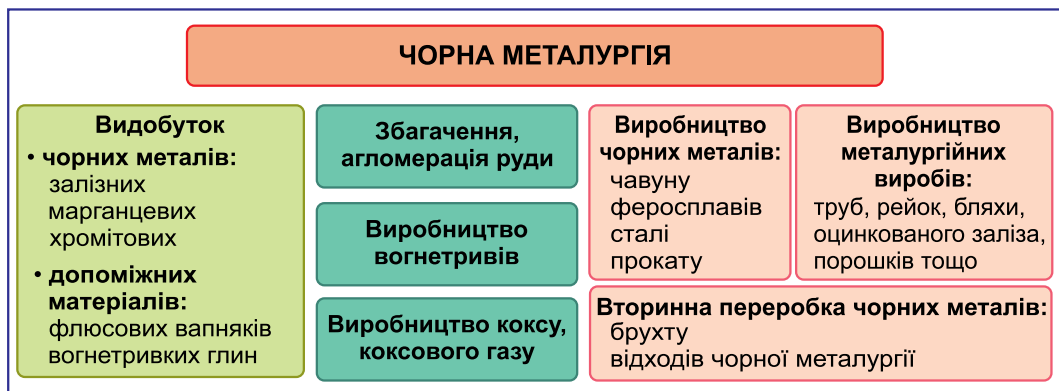 ЧОРНА МЕТАЛУРГІЯ
Видобуток
• чорних металів:
залізних
марганцевих
хромітових
• допоміжних
матеріалів:
флюсових вапняків
вогнетривких глин
Збагачення,
агломерація руди
Виробництво
вогнетривів
Виробництво коксу,
коксового газу
Виробництво
чорних металів:
чавуну
феросплавів
сталі
прокату
Виробництво
металургійних
виробів:
труб, рейок, бляхи,
оцинкованого заліза,
порошків тощо
Вторинна переробка чорних металів:
брухту
відходів чорної металургії